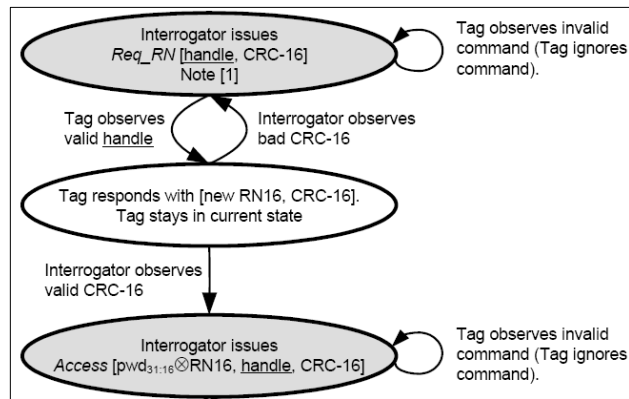 Interrogator issues
Req_RN [handle, CRC-16]
Note [1]
Tag observes invalid
command (Tag ignores
command).
Tag observes
valid handle
Interrogator observes
bad CRC-16
Tag responds with [new RN16, CRC-16].
Tag stays in current state
Interrogator observes
valid CRC-16
Interrogator issues
Access [pwd31:16⊗RN16, handle, CRC-16]
Tag observes invalid
command (Tag ignores
command).